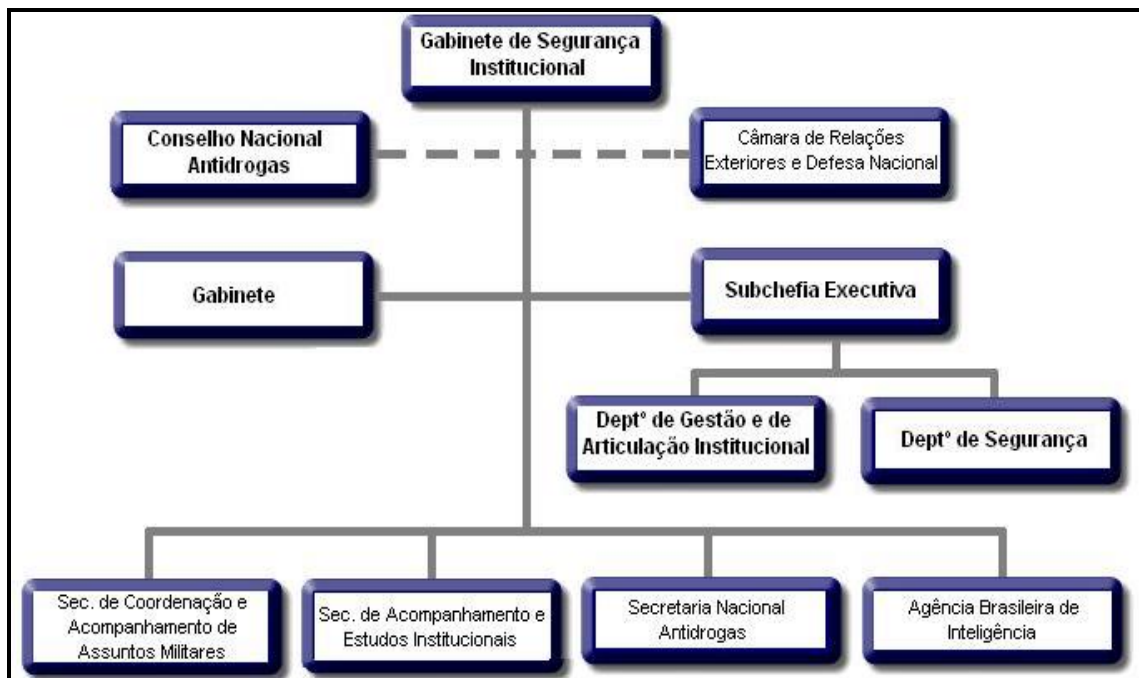 Gabinete de Segurança
Institucional
Conselho Nacional
Antidrogas
Câmara de Relações
Exteriores e Defesa Nacional
Gabinete
Subchefia Executiva
Deptº de Gestão e de
Articulação Institucional
Deptº de Segurança
Sec. de Coordenação e
Acompanhamento de
Assuntos Militares
Sec. de Acompanhamento e
Estudos Institucionais
Secretaria Nacional
Antidrogas
Agência Brasileira de
Inteligência